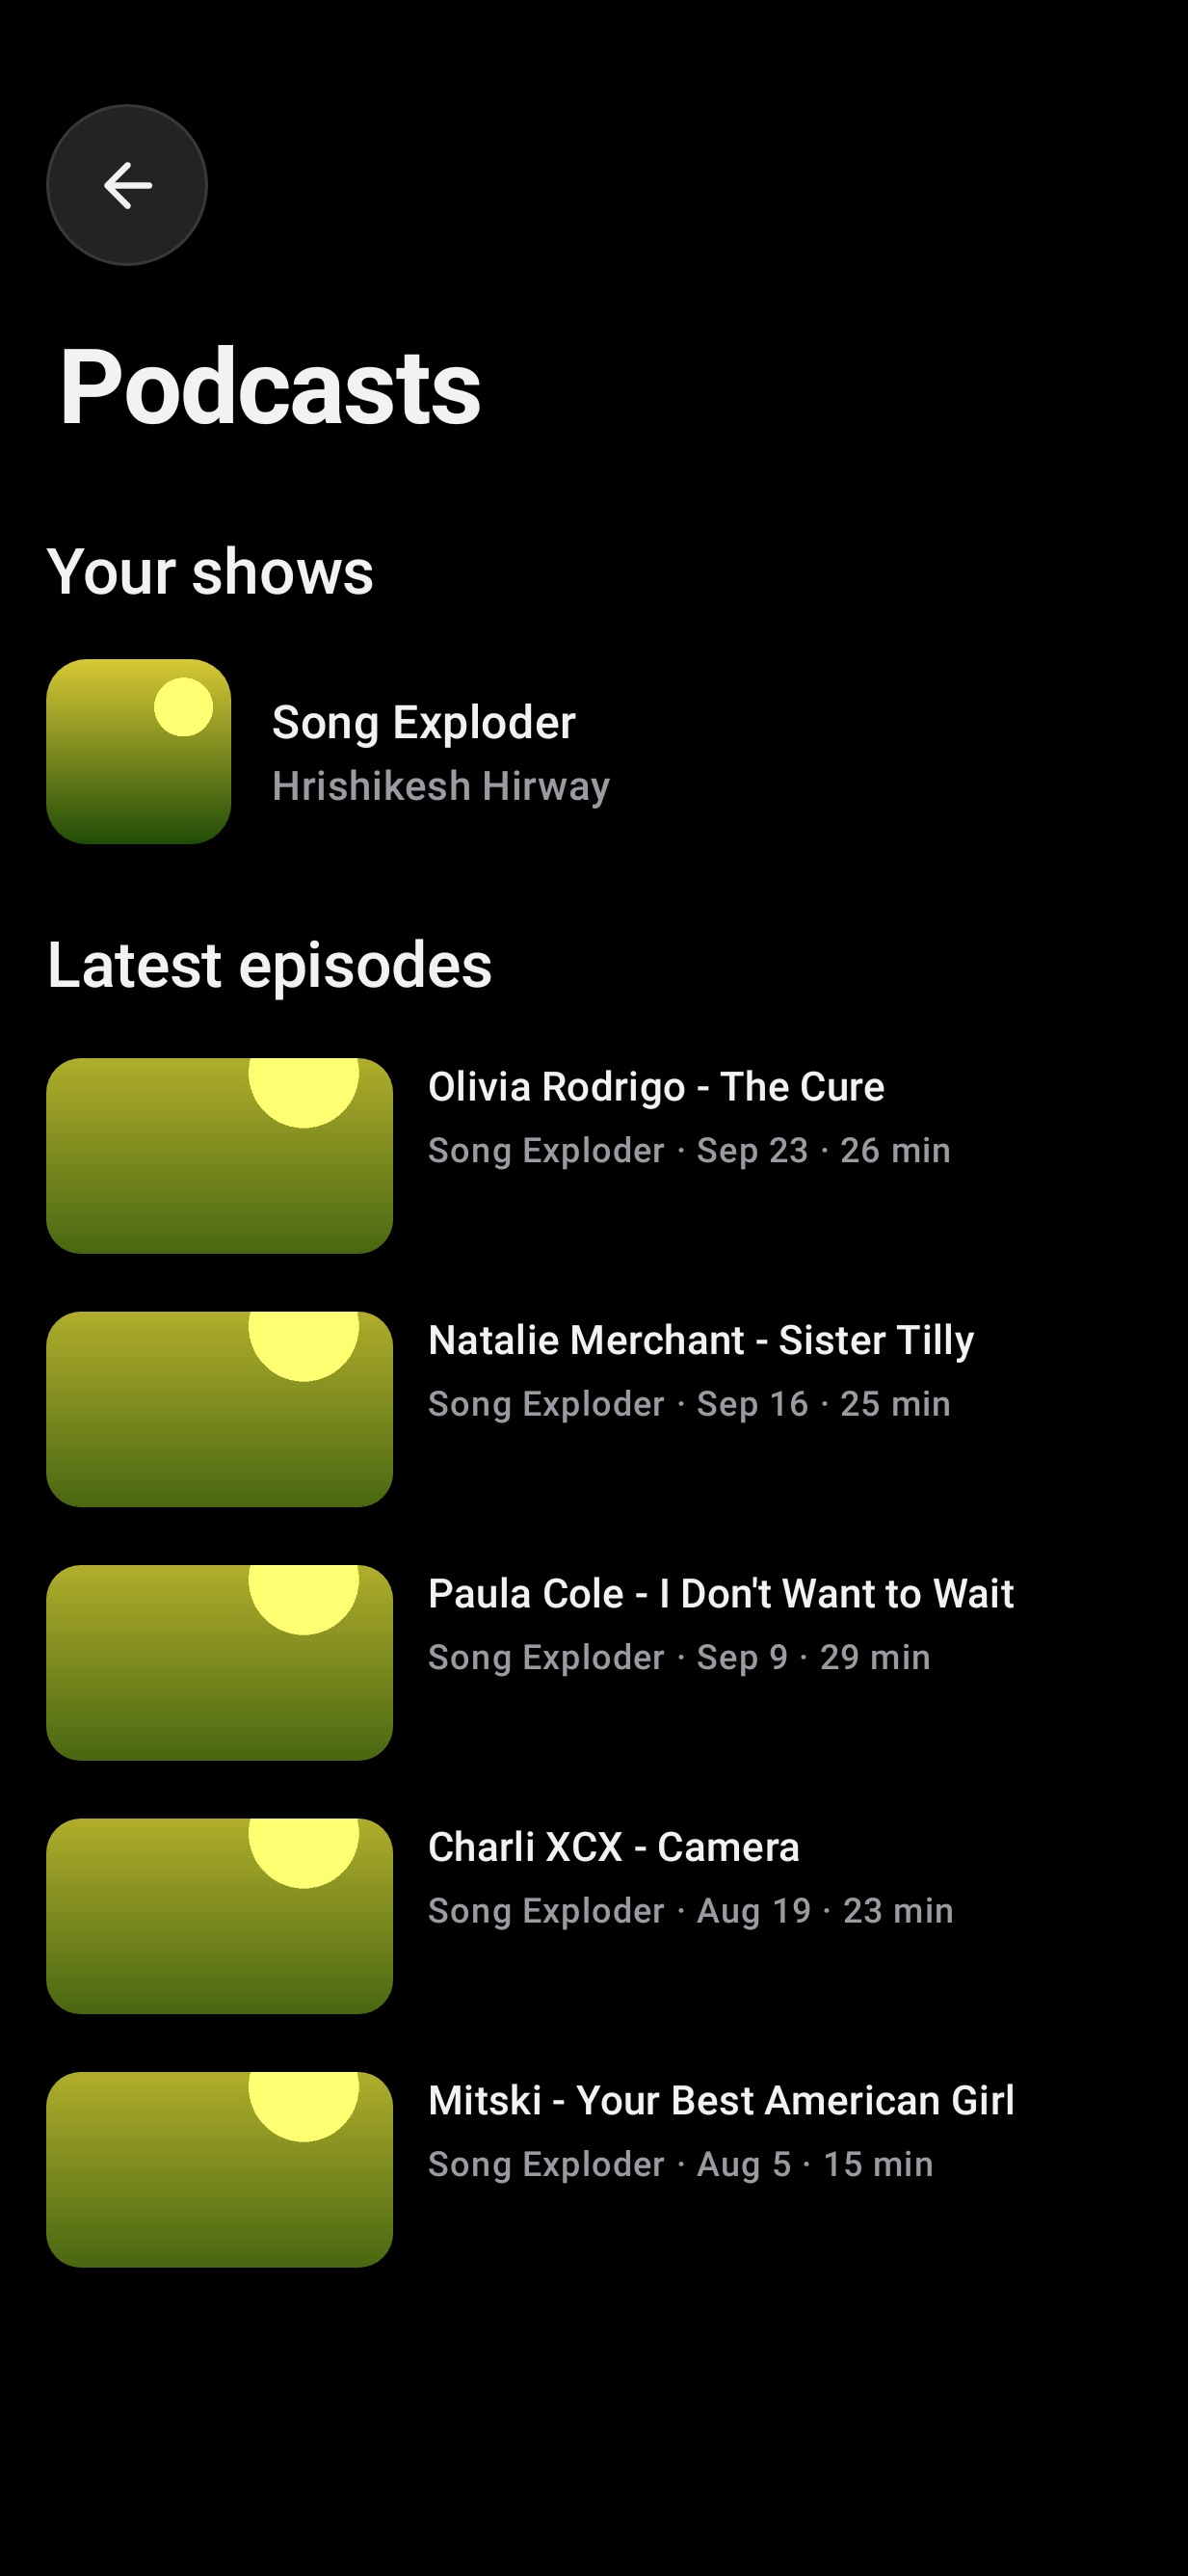 Podcasts
Your shows
Song Exploder
Hrishikesh Hirway
Latest episodes
Olivia Rodrigo - The Cure
Song Exploder · Sep 23 · 26 min
Natalie Merchant - Sister Tilly
Song Exploder · Sep 16 · 25 min
Paula Cole - I Don't Want to Wait
Song Exploder · Sep 9 · 29 min
Charli XCX - Camera
Song Exploder · Aug 19 · 23 min
Mitski - Your Best American Girl
Song Exploder · Aug 5 · 15 min